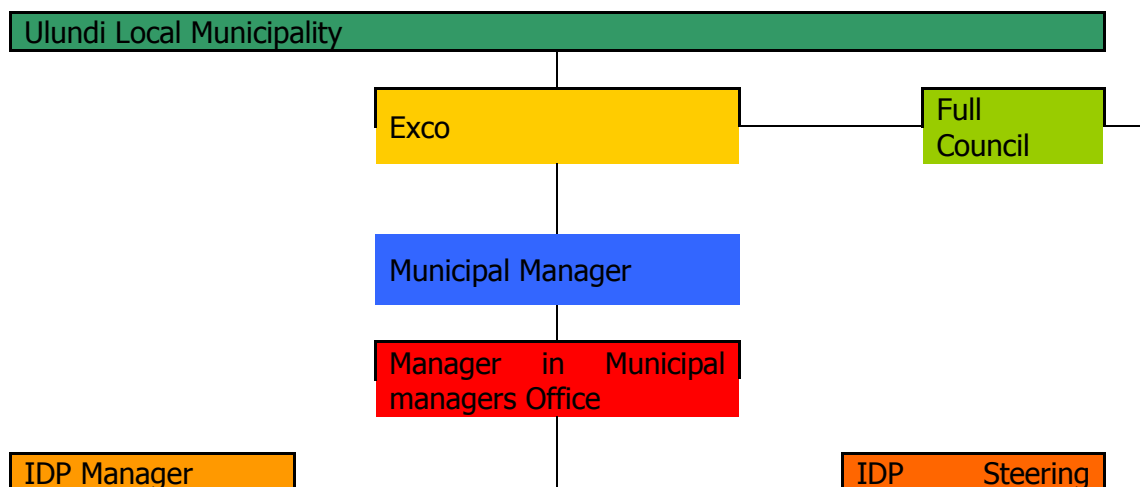 Ulundi Local Municipality
Exco
Full
Council
Municipal Manager
Manager in Municipal
managers Office
IDP Manager
IDP Steering